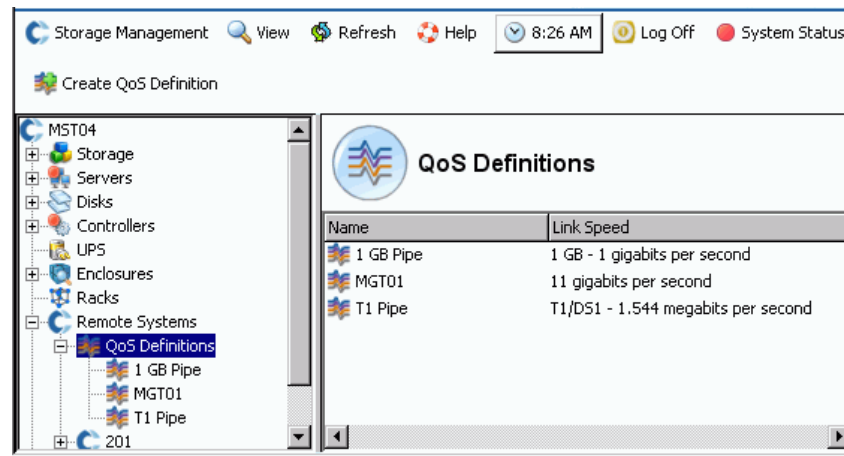 Storage Management View Refresh Help 8:26 AM Log Off System Status
Create QoS Definition
MST04
Storage
Servers
Disks
Controllers
UPS
Enclosures
Racks
Remote Systems
QoS Definitions
1 GB Pipe
MGT01
T1 Pipe
201
QoS Definitions
Name Link Speed
1 GB Pipe 1 GB - 1 gigabits per second
MGT01 11 gigabits per second
T1 Pipe T1/DS1 - 1.544 megabits per second